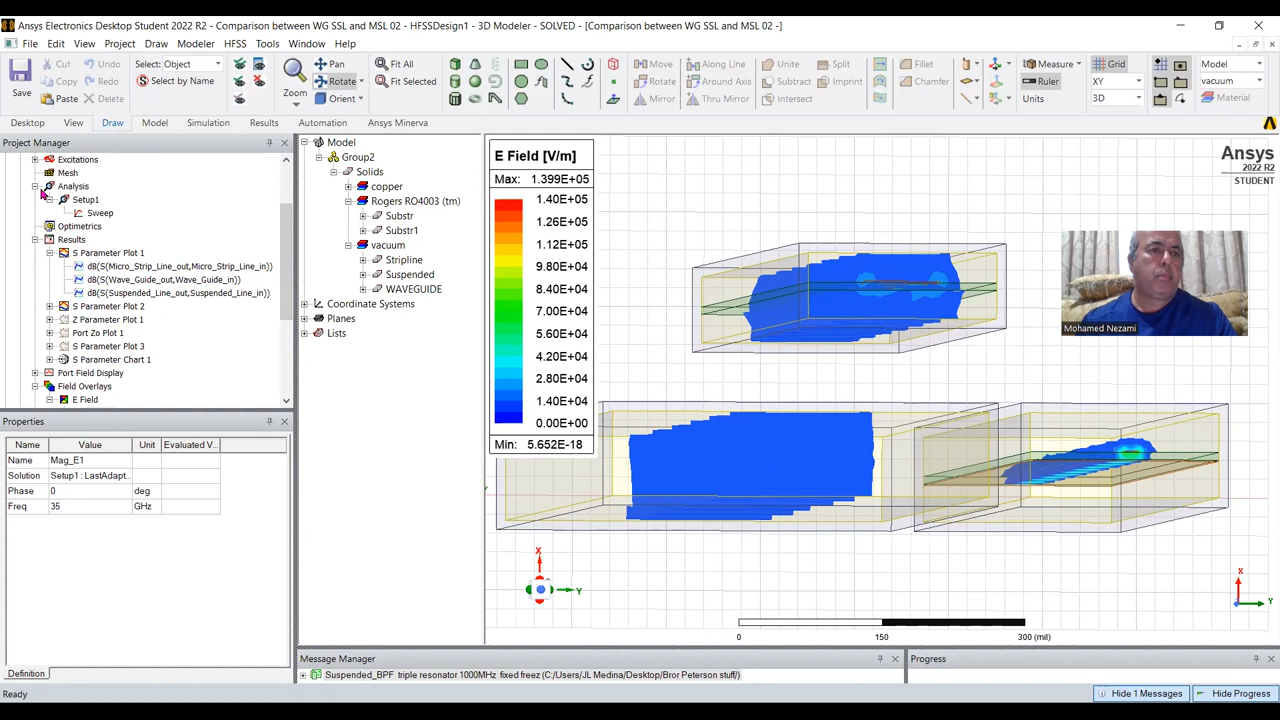 Ansys Electronics Desktop Student 2022 R2 - Comparison between WG SSL and MSL 02 - HFSSDesign1 - 3D Modeler - SOLVED - [Comparison between WG SSL and MSL 02 -]
File Edit View Project Draw Modeler HFSS Tools Window Help
Save
Cut
Copy
Paste
Undo
Redo
Delete
Select: Object
Select by Name
Zoom
Pan
Rotate
Orient
Fit All
Fit Selected
Move
Rotate
Mirror
Along Line
Around Axis
Thru Mirror
Unite
Subtract
Intersect
Split
Imprint
Fillet
Chamfer
Measure
Ruler
Units
Grid
XY
3D
Model
vacuum
Material
Desktop View Draw Model Simulation Results Automation Ansys Minerva
Project Manager
Excitations
Mesh
Analysis
Setup1
Sweep
Optimetrics
Results
S Parameter Plot 1
dB(S(Micro_Strip_Line_out,Micro_Strip_Line_in))
dB(S(Wave_Guide_out,Wave_Guide_in))
dB(S(Suspended_Line_out,Suspended_Line_in))
S Parameter Plot 2
Z Parameter Plot 1
Port Zo Plot 1
S Parameter Plot 3
S Parameter Chart 1
Port Field Display
Field Overlays
E Field
Properties
Name Value Unit Evaluated V...
Name Mag_E1
Solution Setup1 : LastAdapt...
Phase 0 deg
Freq 35 GHz
Definition
Ready
Model
Group2
Solids
copper
Rogers RO4003 (tm)
Substr
Substr1
vacuum
Stripline
Suspended
WAVEGUIDE
Coordinate Systems
Planes
Lists
E Field [V/m]
Max: 1.399E+05
1.40E+05
1.26E+05
1.12E+05
9.80E+04
8.40E+04
7.00E+04
5.60E+04
4.20E+04
2.80E+04
1.40E+04
0.00E+00
Min: 5.652E-18
Ansys
2022 R2
STUDENT
Mohamed Nezami
X
Y
X
Y
0 150 300 (mil)
Message Manager
Suspended_BPF triple resonator 1000MHz fixed freez (C:/Users/JL Medina/Desktop/Bror Peterson stuff/)
Progress
Hide 1 Messages
Hide Progress